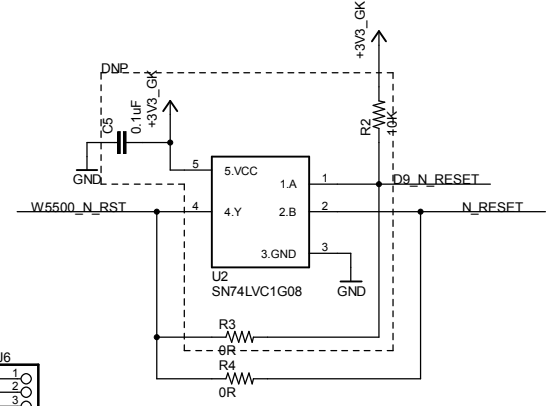 +3V3_GK
DNP
+3V3_GK
0.1uF
C5
R2
10K
GND
5
5.VCC
1.A
1
D9_N_RESET
W5500_N_RST
4
4.Y
2.B
2
N_RESET
3.GND
3
U2
SN74LVC1G08
GND
R3
0R
R4
0R
J6
1
2
3